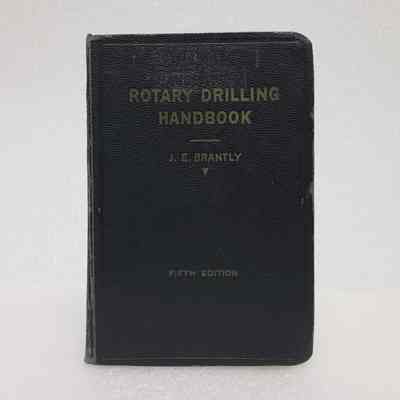 ROTARY DRILLING
HANDBOOK
J. E. BRANTLY
FIFTH EDITION